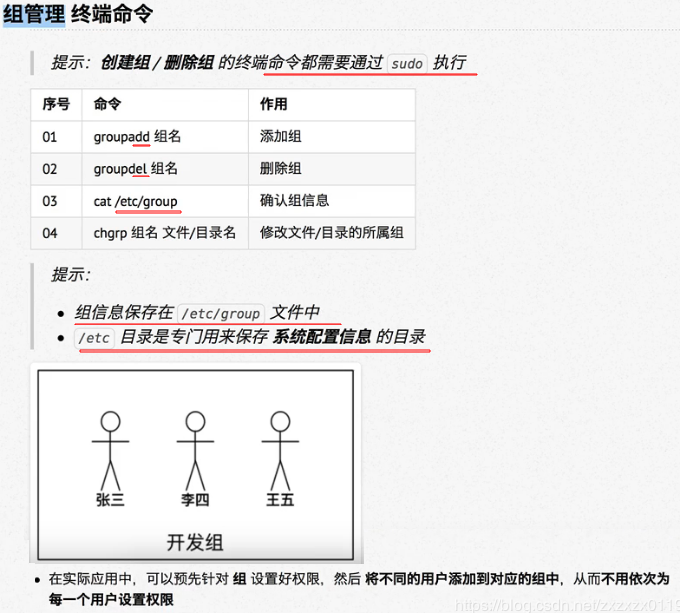 组管理 终端命令
提示：创建组 / 删除组 的终端命令都需要通过 sudo 执行
序号 命令 作用
01 groupadd 组名 添加组
02 groupdel 组名 删除组
03 cat /etc/group 确认组信息
04 chgrp 组名 文件/目录名 修改文件/目录的所属组
提示：
• 组信息保存在 /etc/group 文件中
• /etc 目录是专门用来保存 系统配置信息 的目录
张三 李四 王五
开发组
• 在实际应用中，可以预先针对 组 设置好权限，然后 将不同的用户添加到对应的组中，从而不用依次为
每一个用户设置权限
https://blog.csdn.net/zxzxzx0119